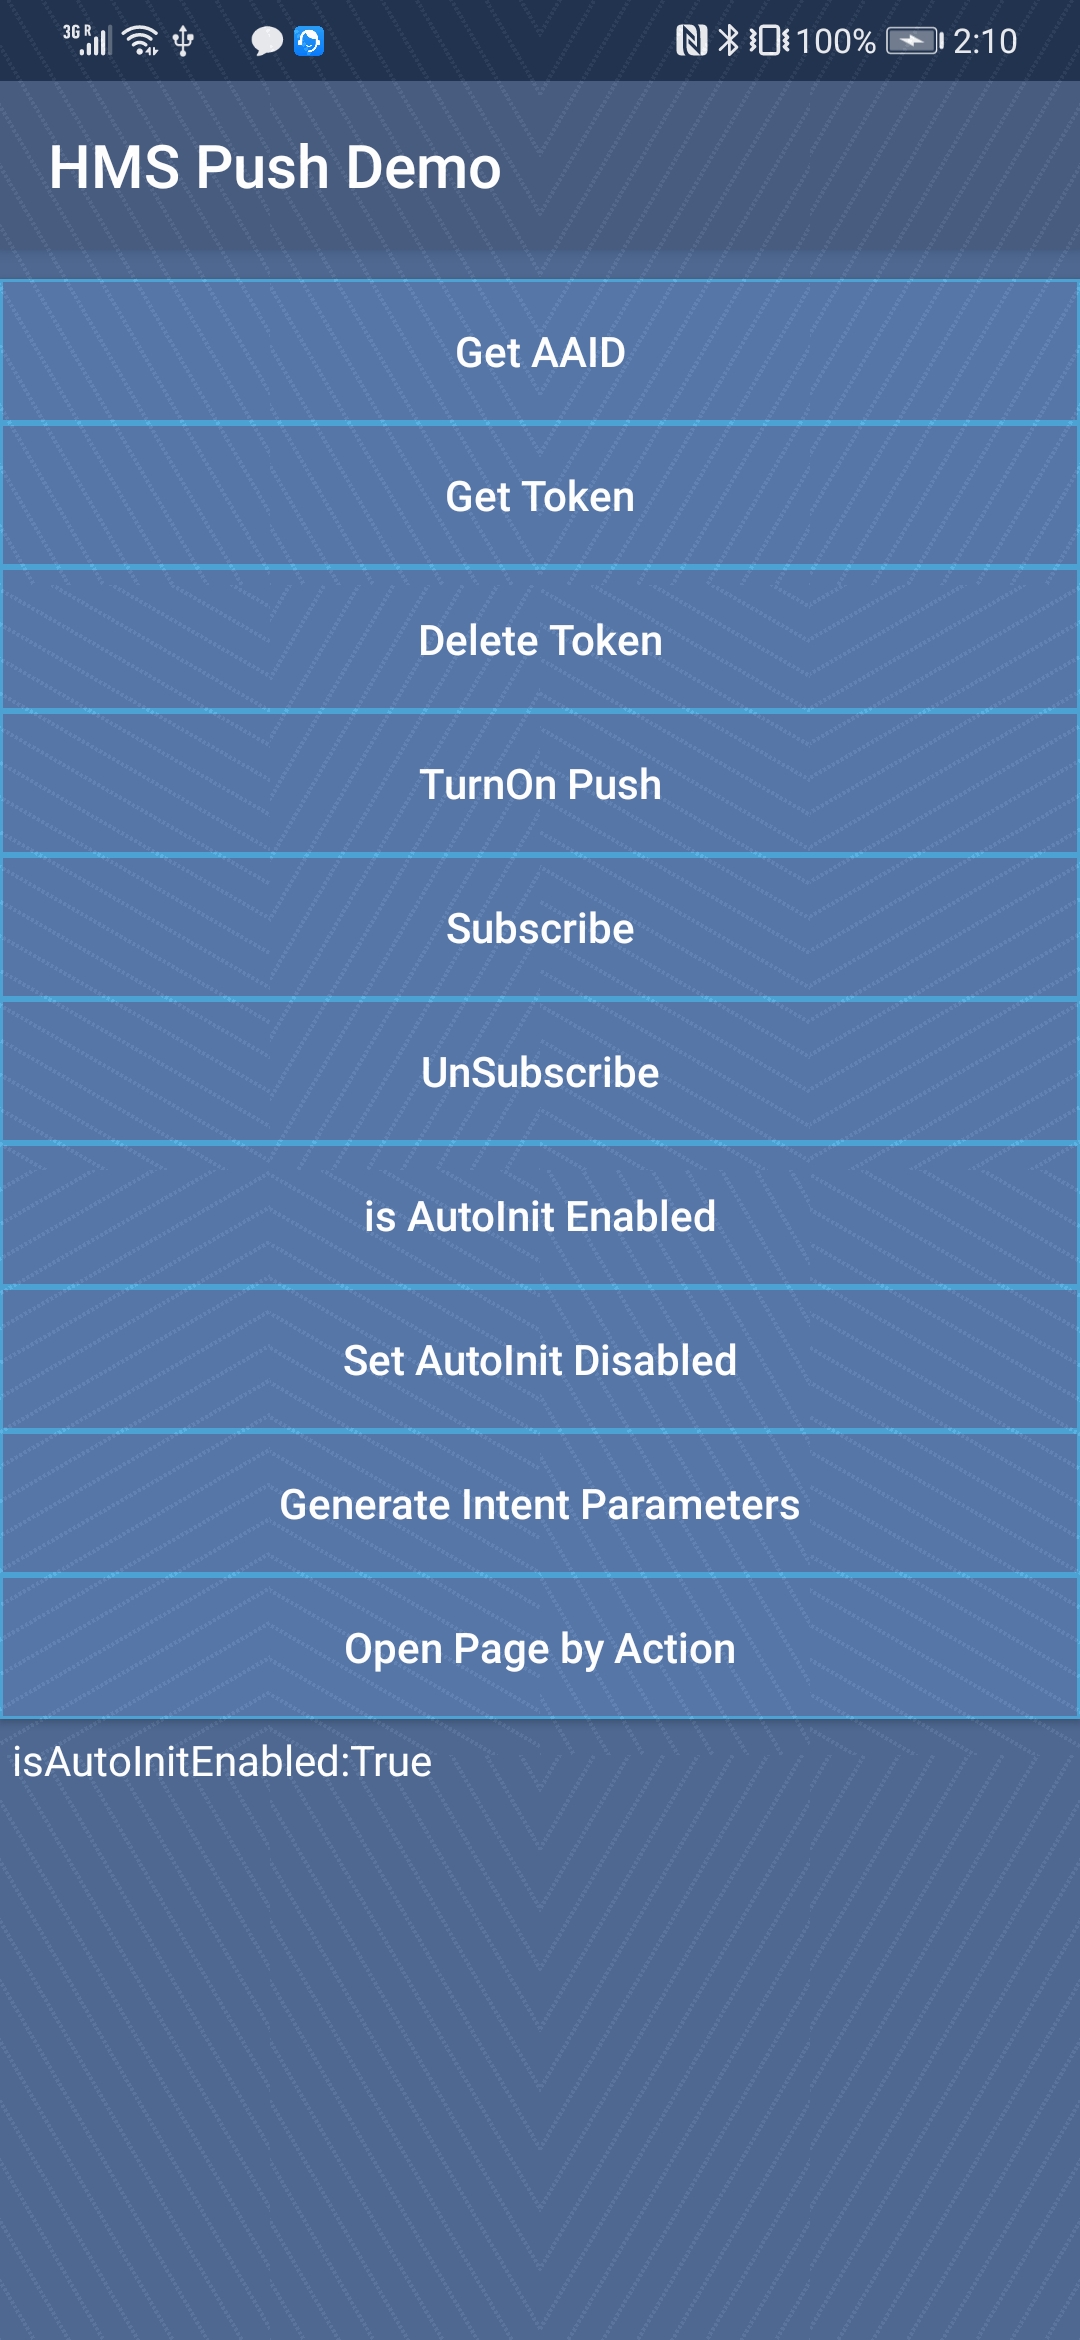 3G R 100% 2:10
HMS Push Demo
Get AAID
Get Token
Delete Token
TurnOn Push
Subscribe
UnSubscribe
is AutoInit Enabled
Set AutoInit Disabled
Generate Intent Parameters
Open Page by Action
isAutoInitEnabled:True